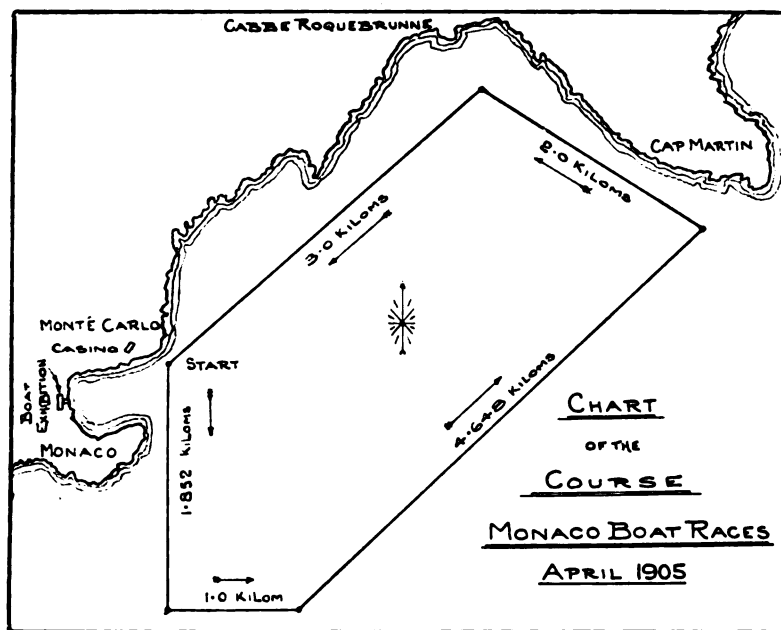 CABBE ROQUEBRUNNE
CAP MARTIN
2.0 KILOMS
3.0 KILOMS
MONTÉ CARLO
CASINO
START
BOAT
EXHIBITION
MONACO
1.852 KILOMS
4.648 KILOMS
1.0 KILOM
CHART
OF THE
COURSE
MONACO BOAT RACES
APRIL 1905